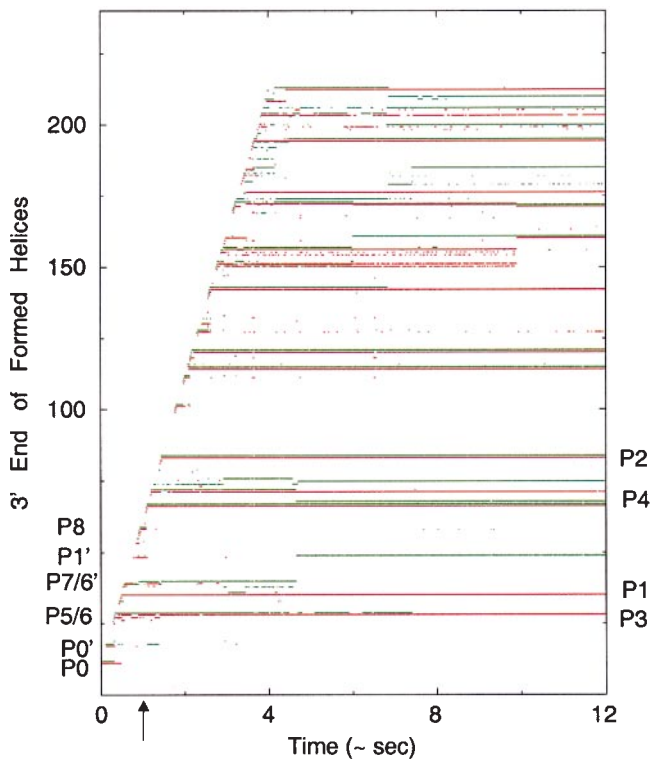 3' End of Formed Helices
200
150
100
P8
P1'
P7/6'
P5/6
P0'
P0
P2
P4
P1
P3
0
4
8
12
Time (~ sec)